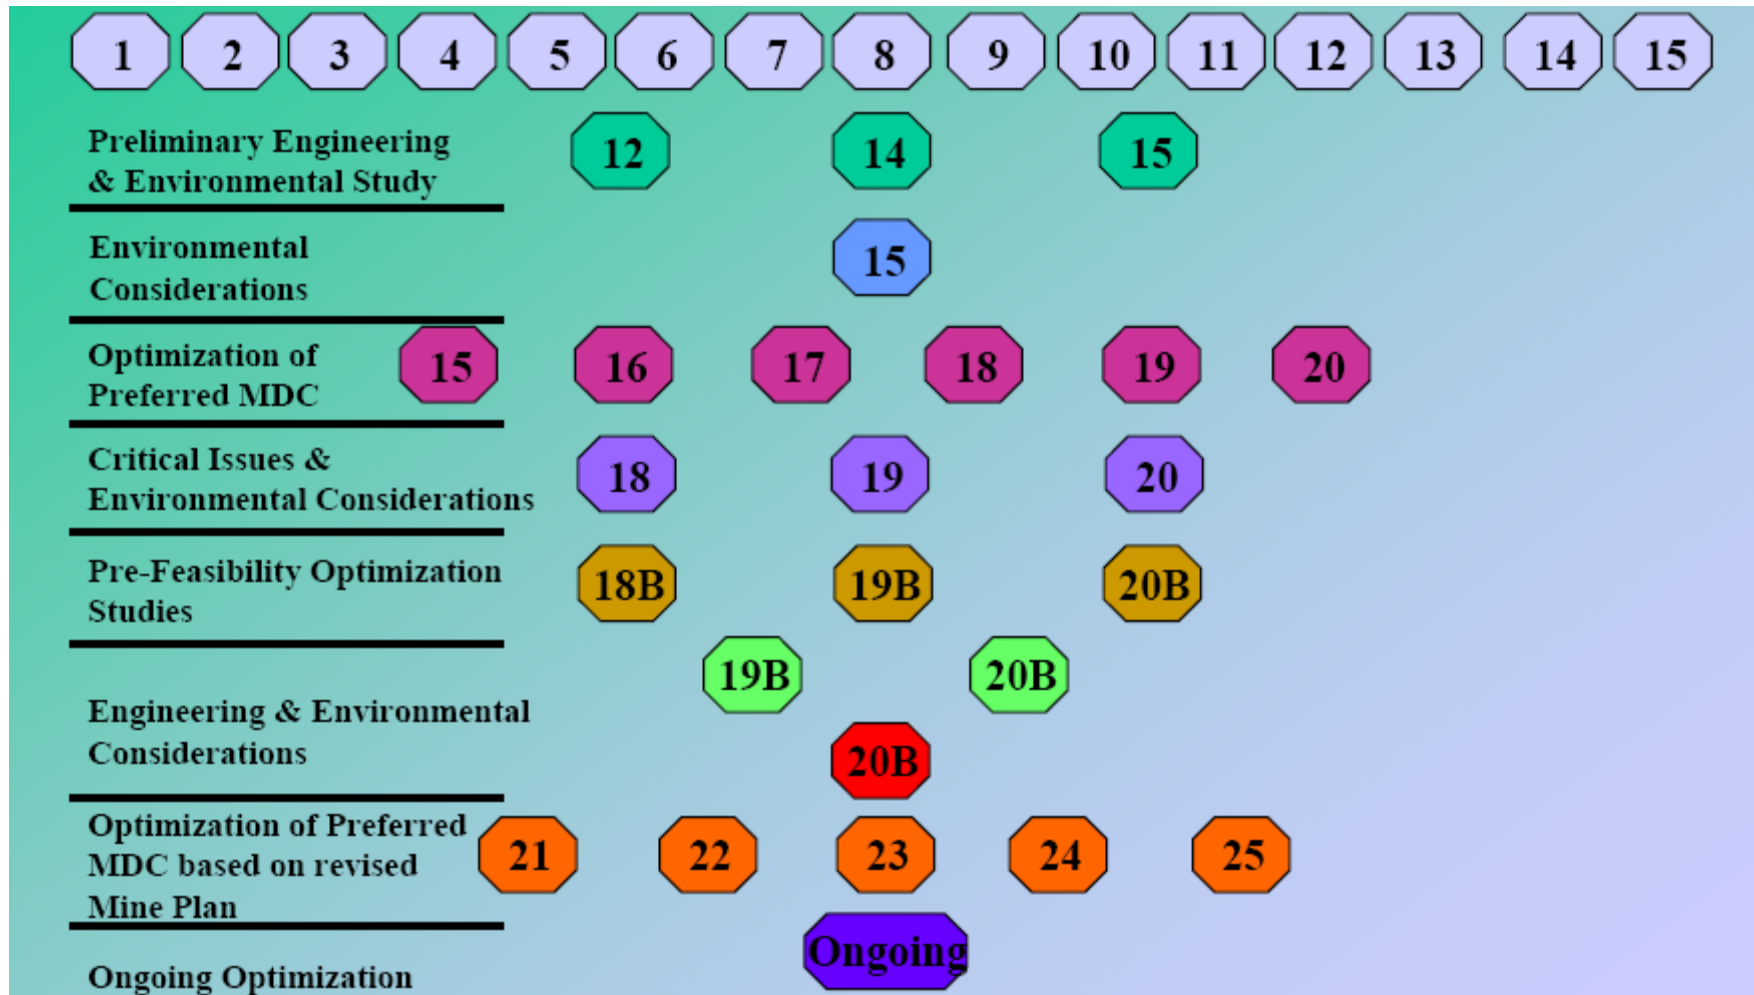 1 2 3 4 5 6 7 8 9 10 11 12 13 14 15
Preliminary Engineering
& Environmental Study
12 14 15
Environmental
Considerations
15
Optimization of
Preferred MDC
15 16 17 18 19 20
Critical Issues &
Environmental Considerations
18 19 20
Pre-Feasibility Optimization
Studies
18B 19B 20B
19B 20B
Engineering & Environmental
Considerations
20B
Optimization of Preferred
MDC based on revised
Mine Plan
21 22 23 24 25
Ongoing
Ongoing Optimization